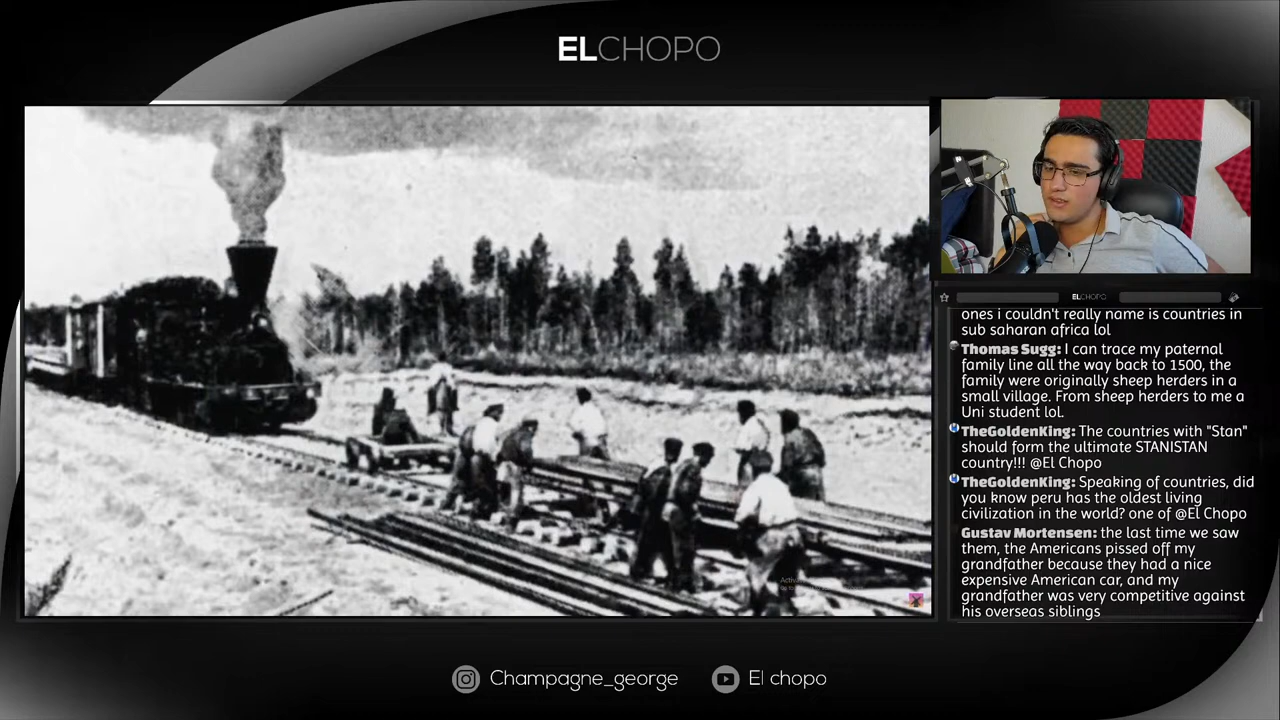 ELCHOPO
ELCHOPO
ones i couldn't really name is countries in
sub saharan africa lol
Thomas Sugg: I can trace my paternal
family line all the way back to 1500, the
family were originally sheep herders in a
small village. From sheep herders to me a
Uni student lol.
TheGoldenKing: The countries with "Stan"
should form the ultimate STANISTAN
country!!! @El Chopo
TheGoldenKing: Speaking of countries, did
you know peru has the oldest living
civilization in the world? one of @El Chopo
Gustav Mortensen: the last time we saw
them, the Americans pissed off my
grandfather because they had a nice
expensive American car, and my
grandfather was very competitive against
his overseas siblings
Champagne_george
El chopo